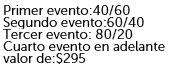 Primer evento:40/60
Segundo evento:60/40
Tercer evento: 80/20
Cuarto evento en adelante
valor de:$295